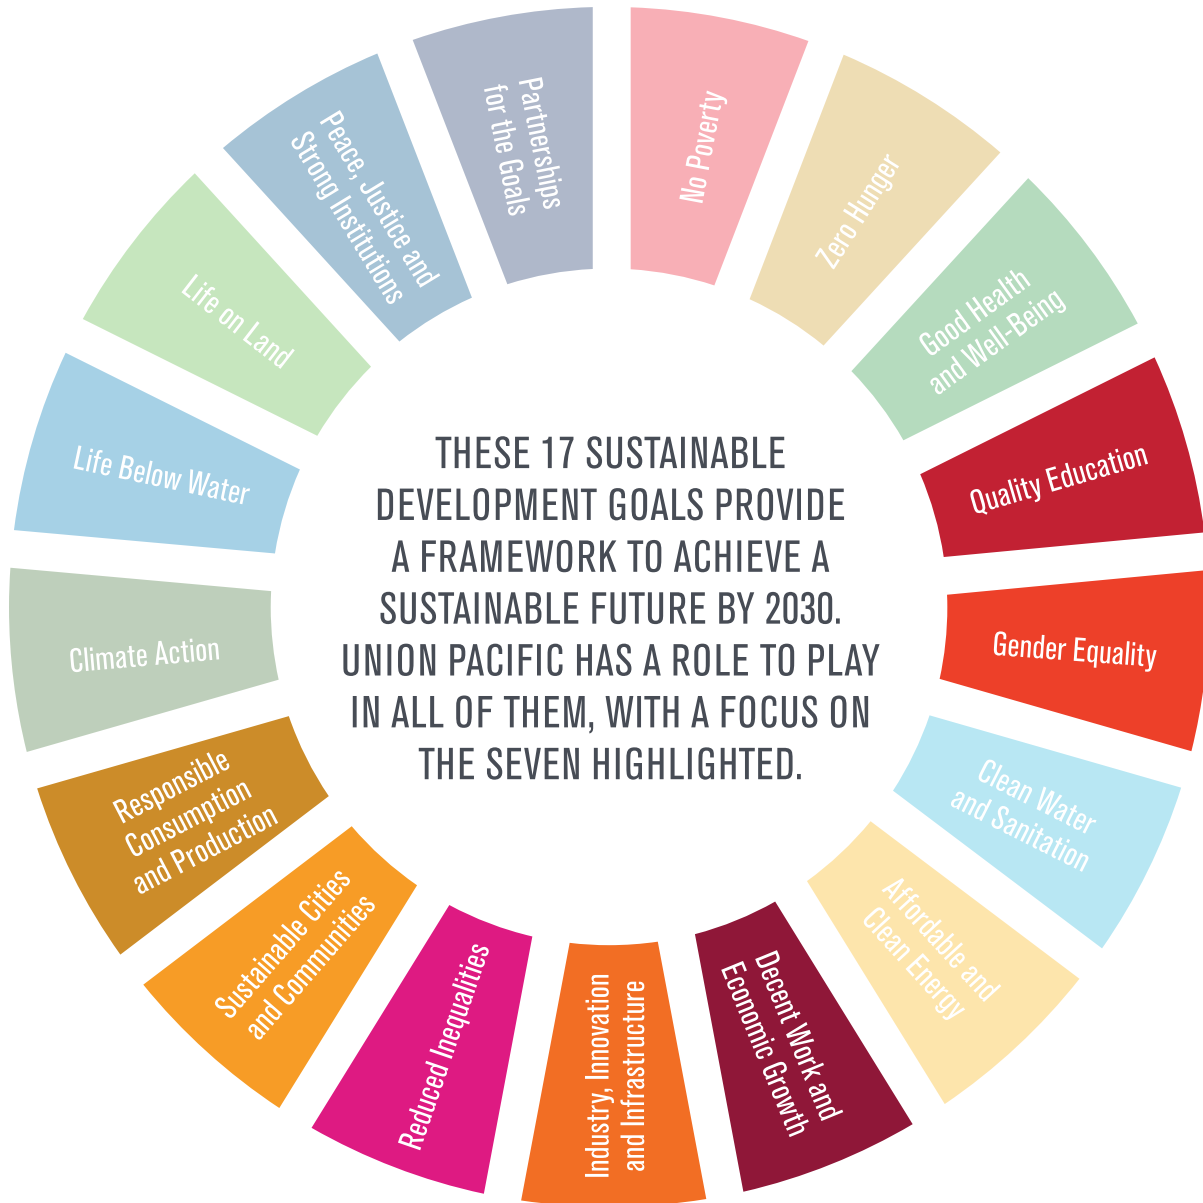 No Poverty
Zero Hunger
Good Health
and Well-Being
Quality Education
Gender Equality
Clean Water
and Sanitation
Affordable and
Clean Energy
Decent Work and
Economic Growth
Industry, Innovation
and Infrastructure
Reduced Inequalities
Sustainable Cities
and Communities
Responsible
Consumption
and Production
Climate Action
Life Below Water
Life on Land
Peace, Justice and
Strong Institutions
Partnerships
for the Goals
THESE 17 SUSTAINABLE
DEVELOPMENT GOALS PROVIDE
A FRAMEWORK TO ACHIEVE A
SUSTAINABLE FUTURE BY 2030.
UNION PACIFIC HAS A ROLE TO PLAY
IN ALL OF THEM, WITH A FOCUS ON
THE SEVEN HIGHLIGHTED.